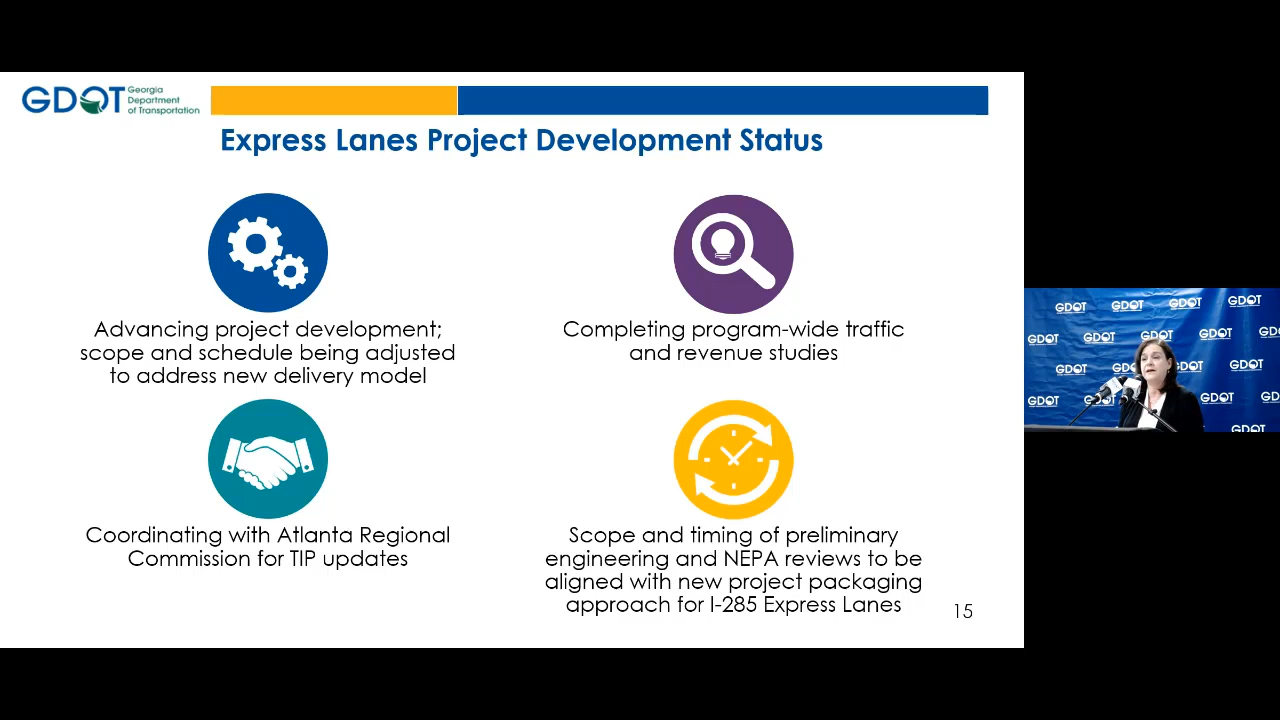 GDOT
Georgia
Department
of Transportation
Express Lanes Project Development Status
Advancing project development;
scope and schedule being adjusted
to address new delivery model
Completing program-wide traffic
and revenue studies
Coordinating with Atlanta Regional
Commission for TIP updates
Scope and timing of preliminary
engineering and NEPA reviews to be
aligned with new project packaging
approach for I-285 Express Lanes
15
GDOT GDOT GDOT GDOT
GDOT GDOT GDOT GDOT
GDOT GDOT GDOT
GDOT GDOT GDOT GDOT
GDOT